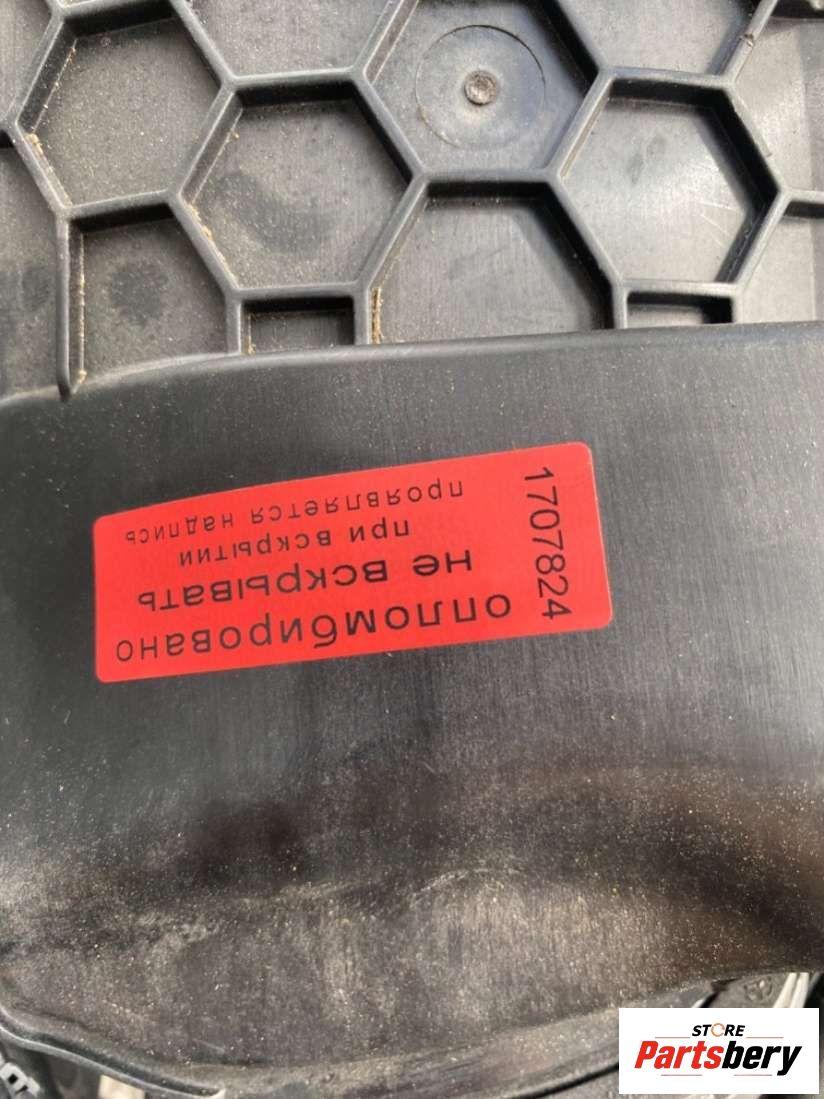 опломбировано
не вскрывать
при вскрытии
проявляется надпись
1707824
STORE
Partsbery